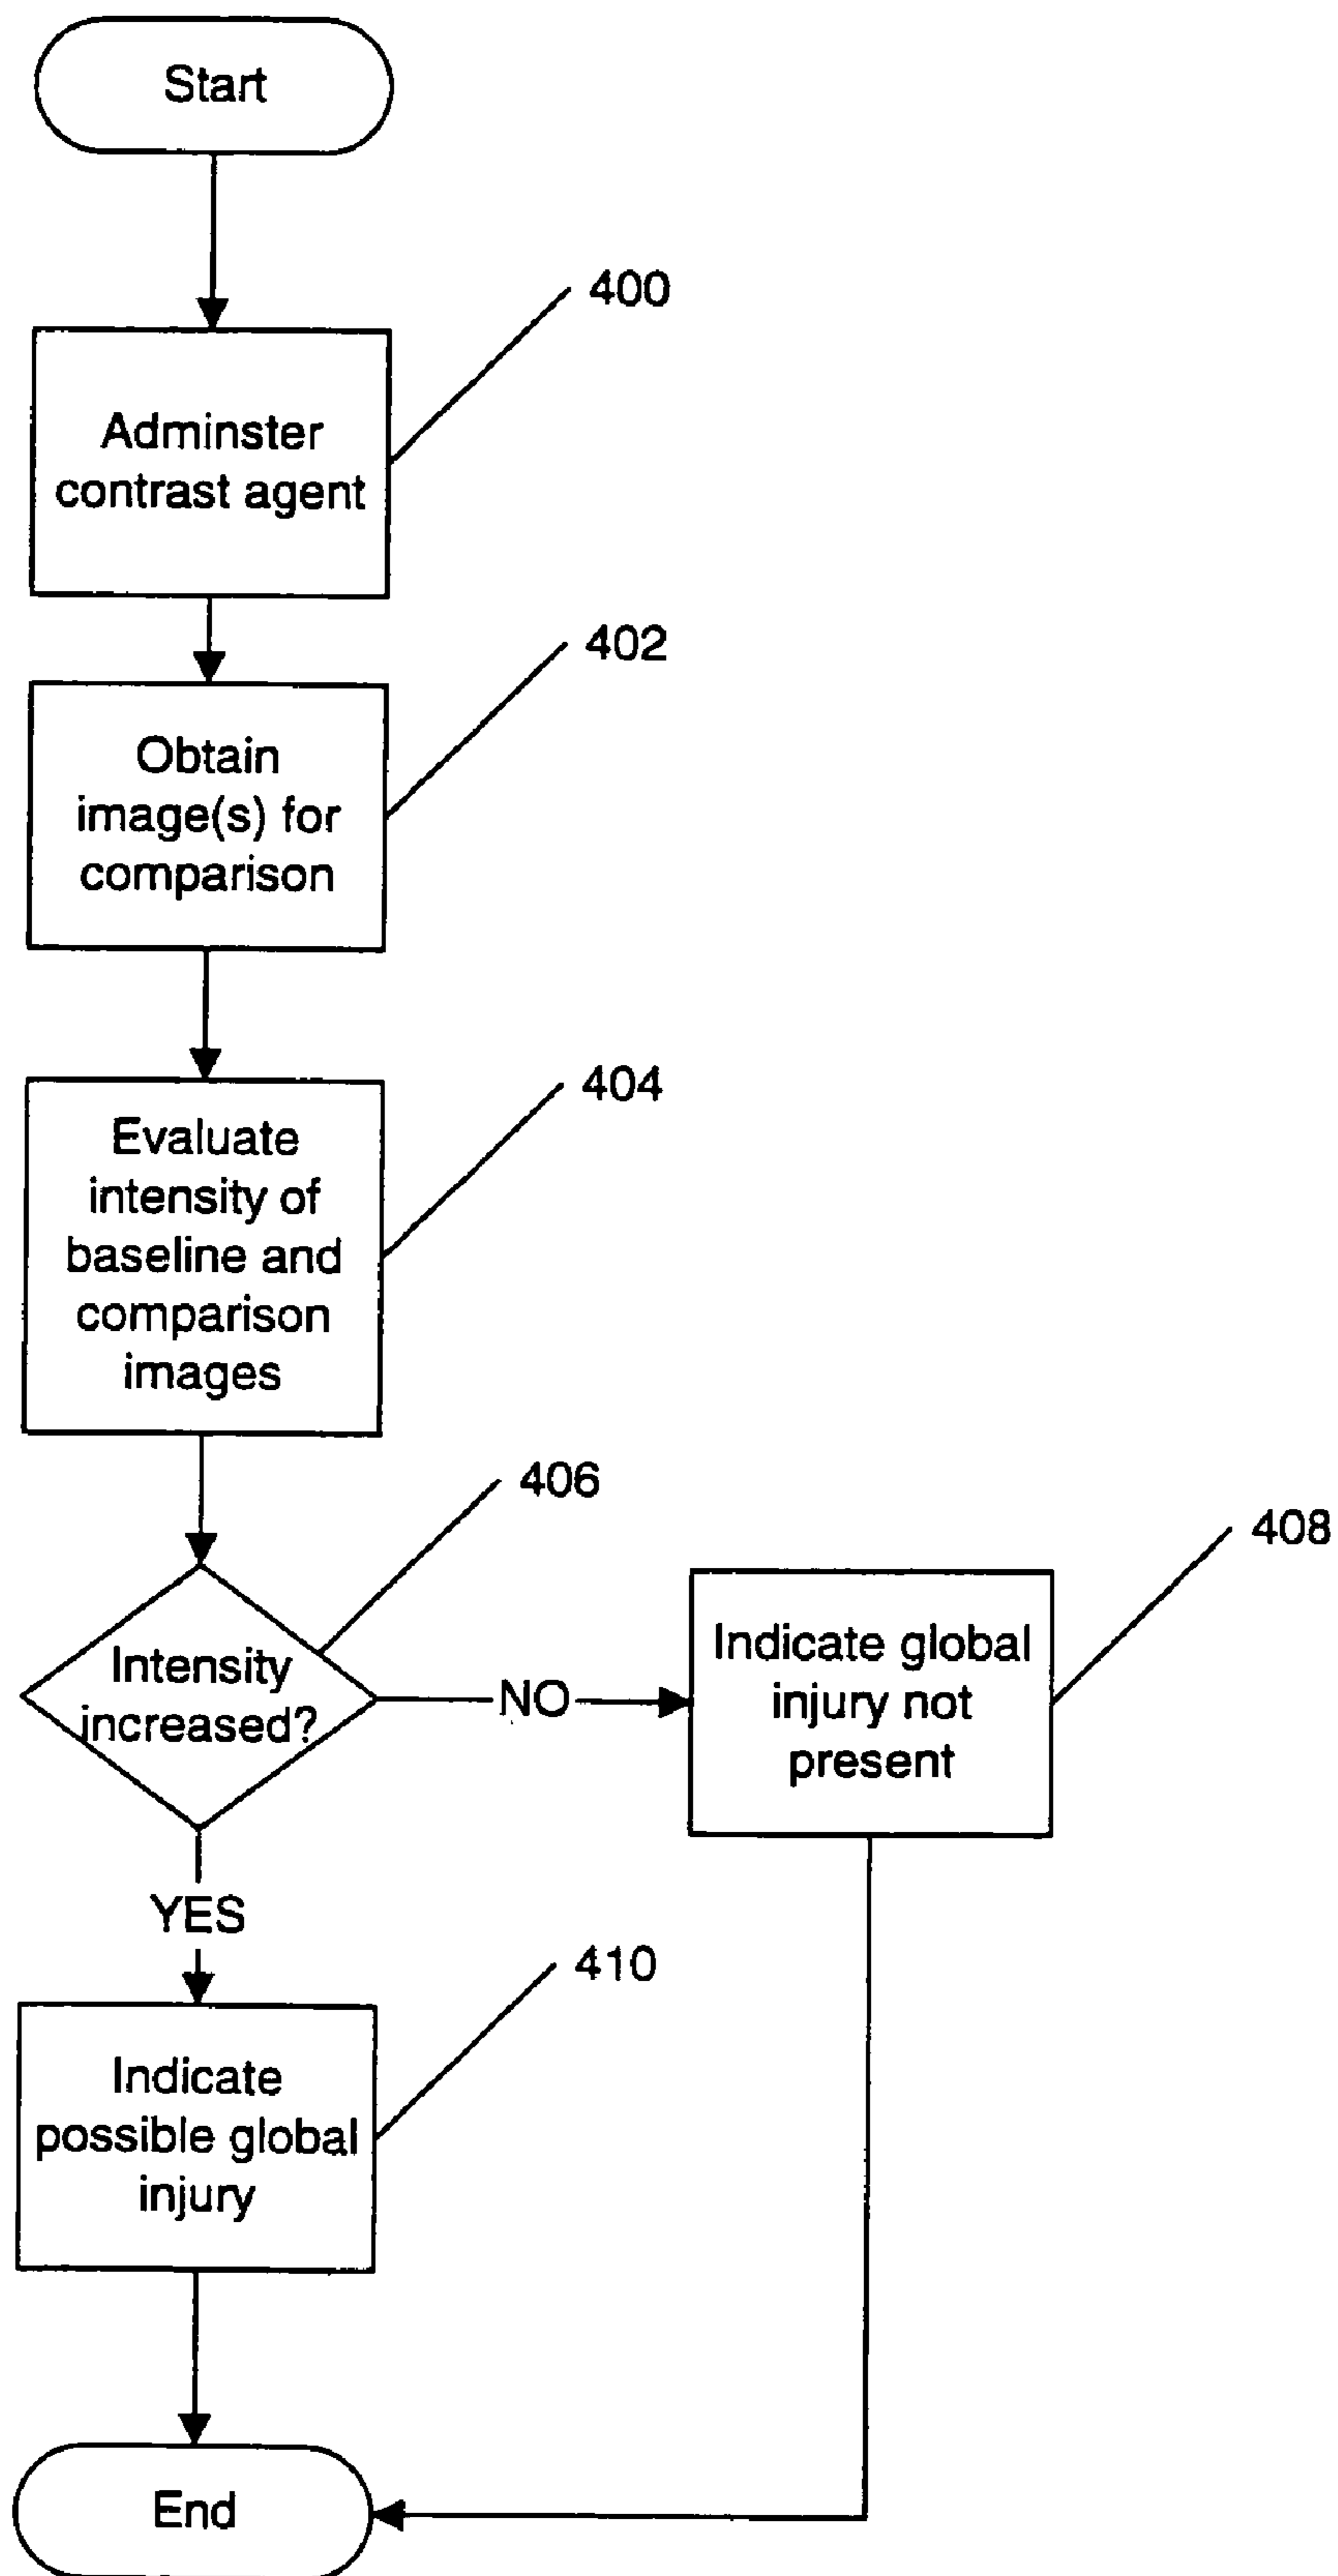 Start
400
Adminster
contrast agent
402
Obtain
image(s) for
comparison
404
Evaluate
intensity of
baseline and
comparison
images
406
Intensity
increased?
NO
408
Indicate global
injury not
present
YES
410
Indicate
possible global
injury
End